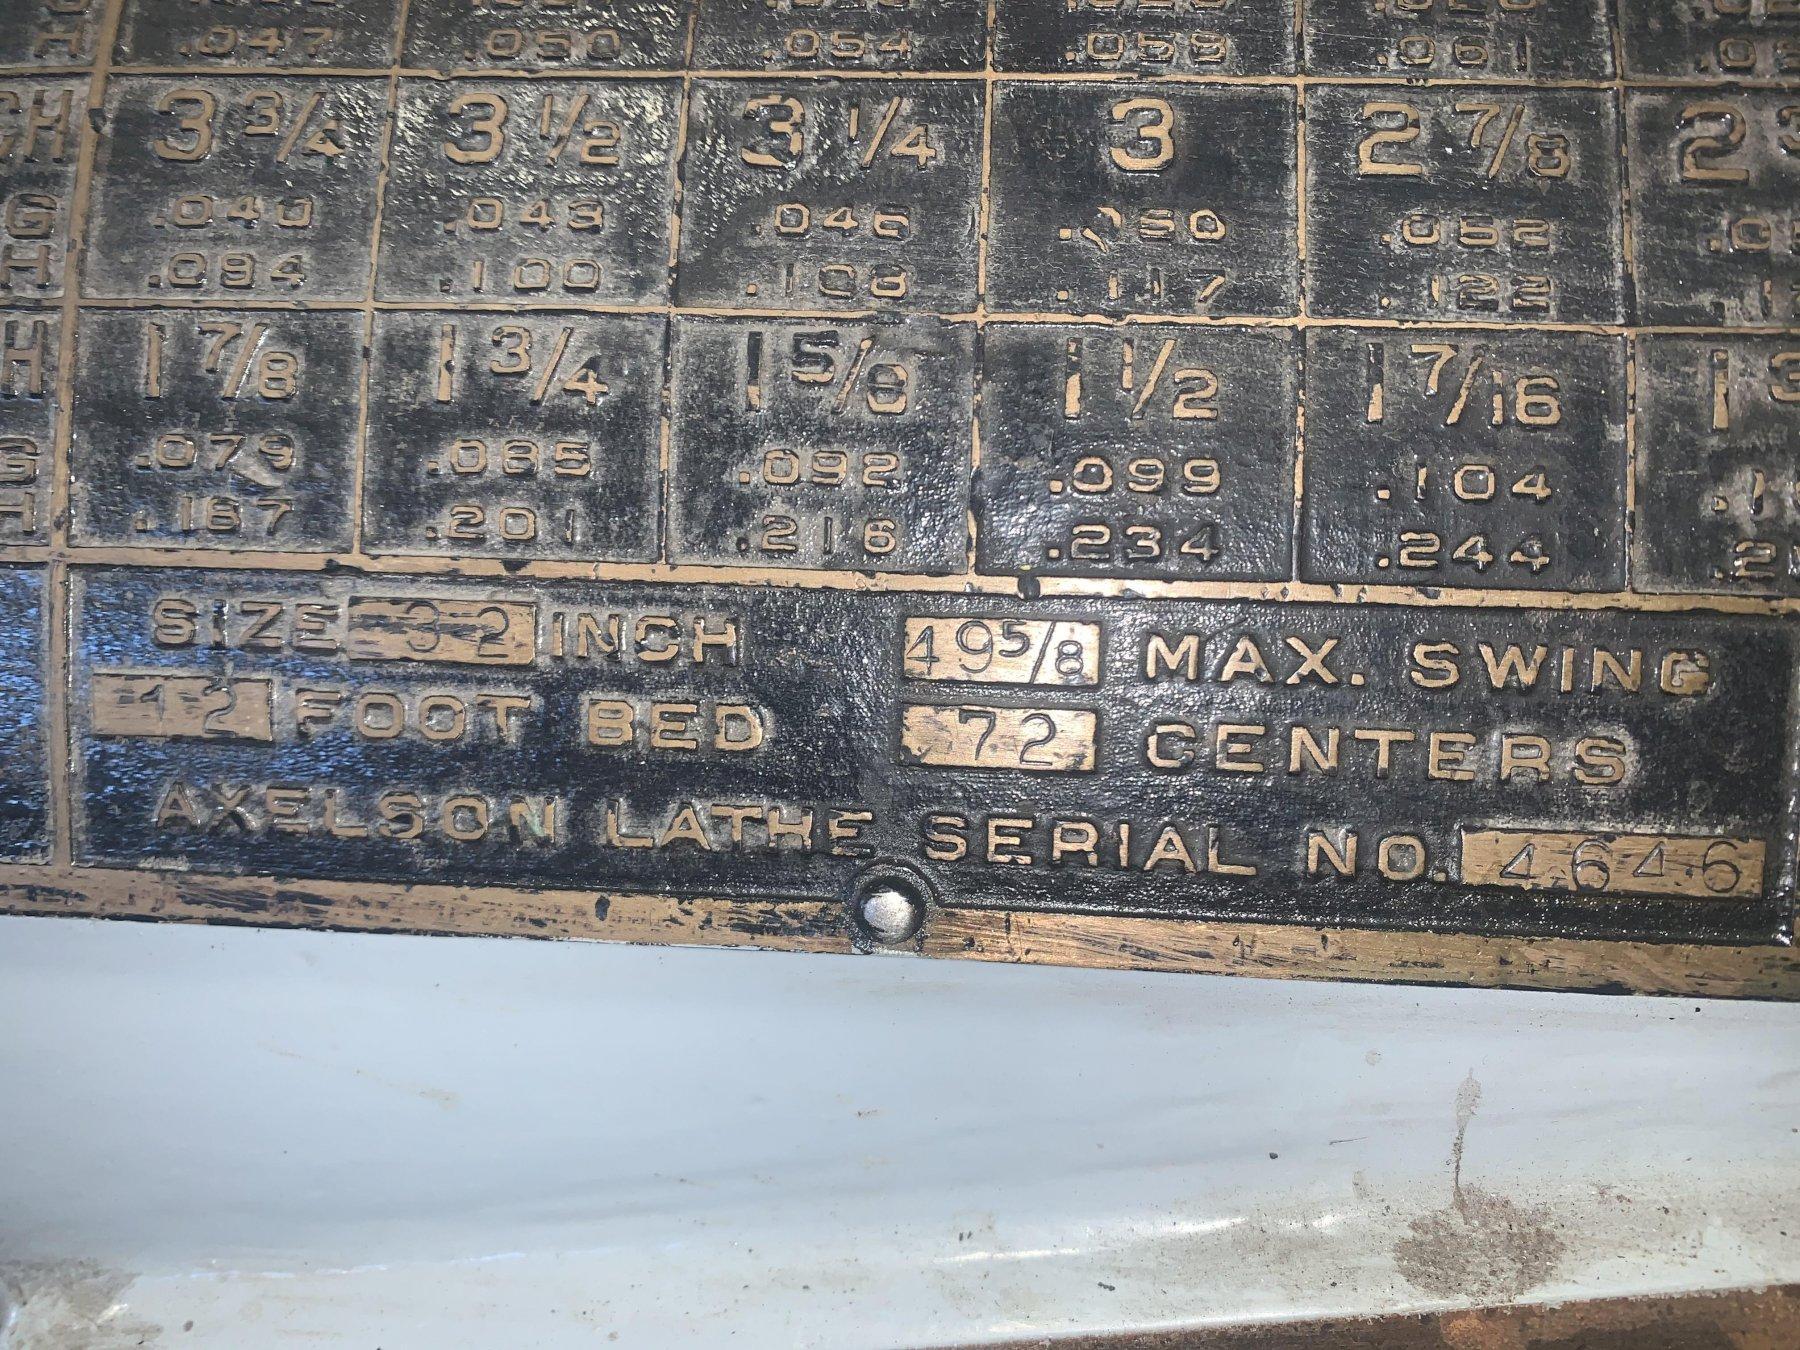 H .047 .050 .054 .059 .061
CH 3 3/4 3 1/2 3 1/4 3 2 7/8 2
G .040 .043 .046 .050 .052
H .094 .100 .108 .117 .122
H 1 7/8 1 3/4 1 5/8 1 1/2 1 7/16 1
G .079 .085 .092 .099 .104
H .187 .201 .216 .234 .244
SIZE 32 INCH 49 5/8 MAX. SWING
12 FOOT BED 72 CENTERS
AXELSON LATHE SERIAL NO. 4646